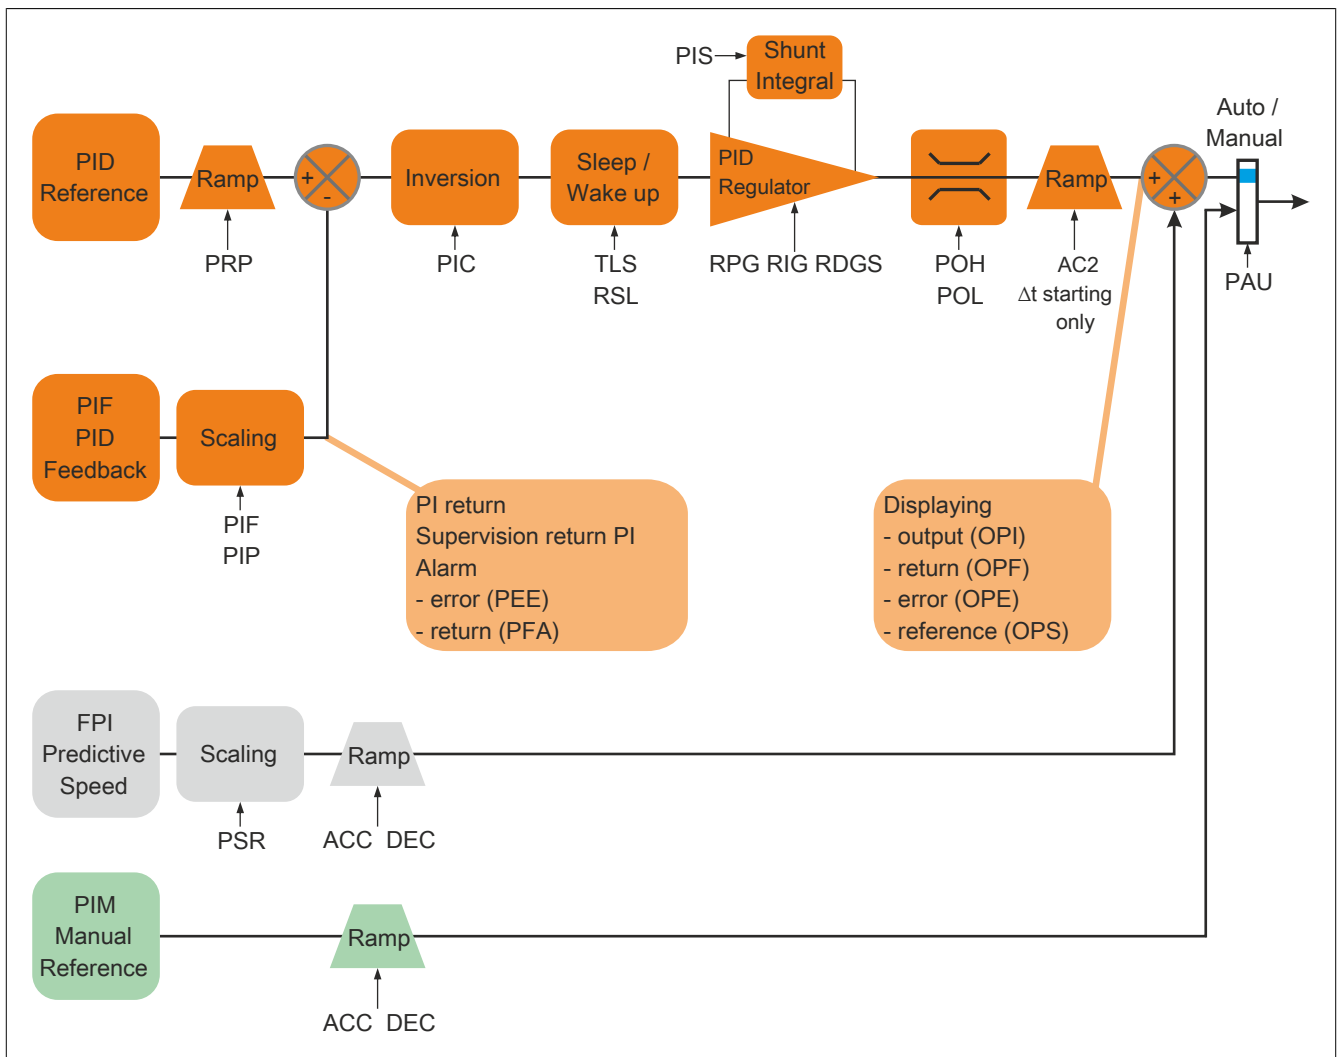 PIS
Shunt
Integral
Auto /
Manual
PID
Reference
Ramp
+
-
Inversion
Sleep /
Wake up
PID
Regulator
Ramp
+
+
PRP
PIC
TLS
RSL
RPG RIG RDGS
POH
POL
AC2
Δt starting
only
PAU
PIF
PID
Feedback
Scaling
PIF
PIP
PI return
Supervision return PI
Alarm
- error (PEE)
- return (PFA)
Displaying
- output (OPI)
- return (OPF)
- error (OPE)
- reference (OPS)
FPI
Predictive
Speed
Scaling
Ramp
PSR
ACC DEC
PIM
Manual
Reference
Ramp
ACC DEC